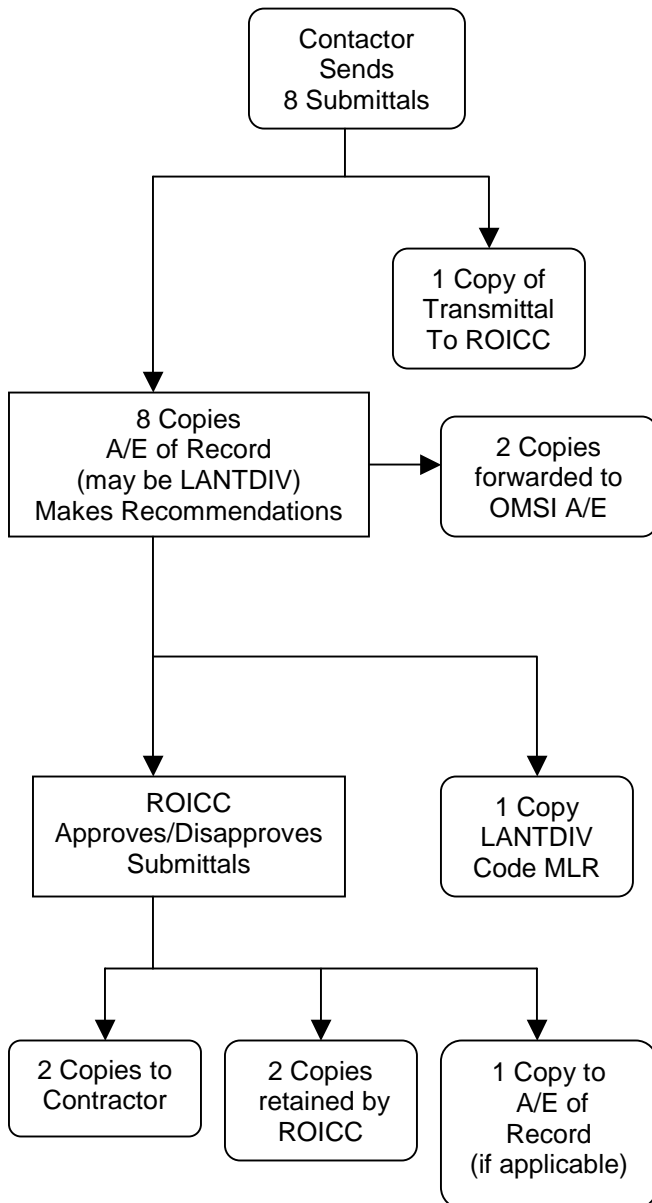 Contactor
Sends
8 Submittals
1 Copy of
Transmittal
To ROICC
8 Copies
A/E of Record
(may be LANTDIV)
Makes Recommendations
2 Copies
forwarded to
OMSI A/E
ROICC
Approves/Disapproves
Submittals
1 Copy
LANTDIV
Code MLR
2 Copies to
Contractor
2 Copies
retained by
ROICC
1 Copy to
A/E of
Record
(if applicable)